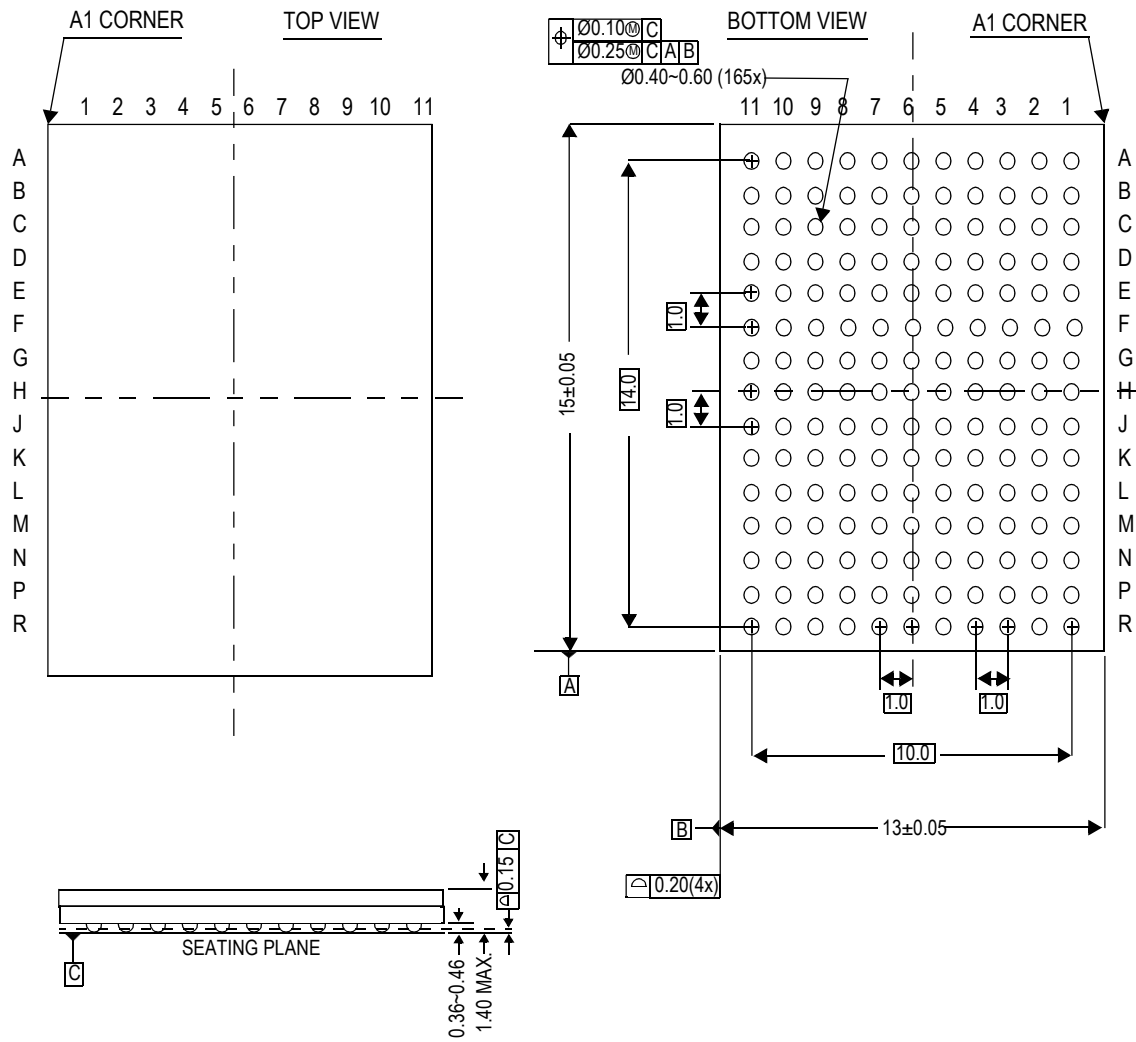 A1 CORNER
TOP VIEW
1 2 3 4 5 6 7 8 9 10 11
A
B
C
D
E
F
G
H
J
K
L
M
N
P
R
Ø0.10Ⓜ C
Ø0.25Ⓜ C A B
Ø0.40~0.60 (165x)
BOTTOM VIEW
A1 CORNER
11 10 9 8 7 6 5 4 3 2 1
A
B
C
D
E
F
G
H
J
K
L
M
N
P
R
1.0
1.0
14.0
15±0.05
A
1.0
1.0
10.0
B
13±0.05
0.20(4x)
0.15 C
SEATING PLANE
C
0.36~0.46
1.40 MAX.